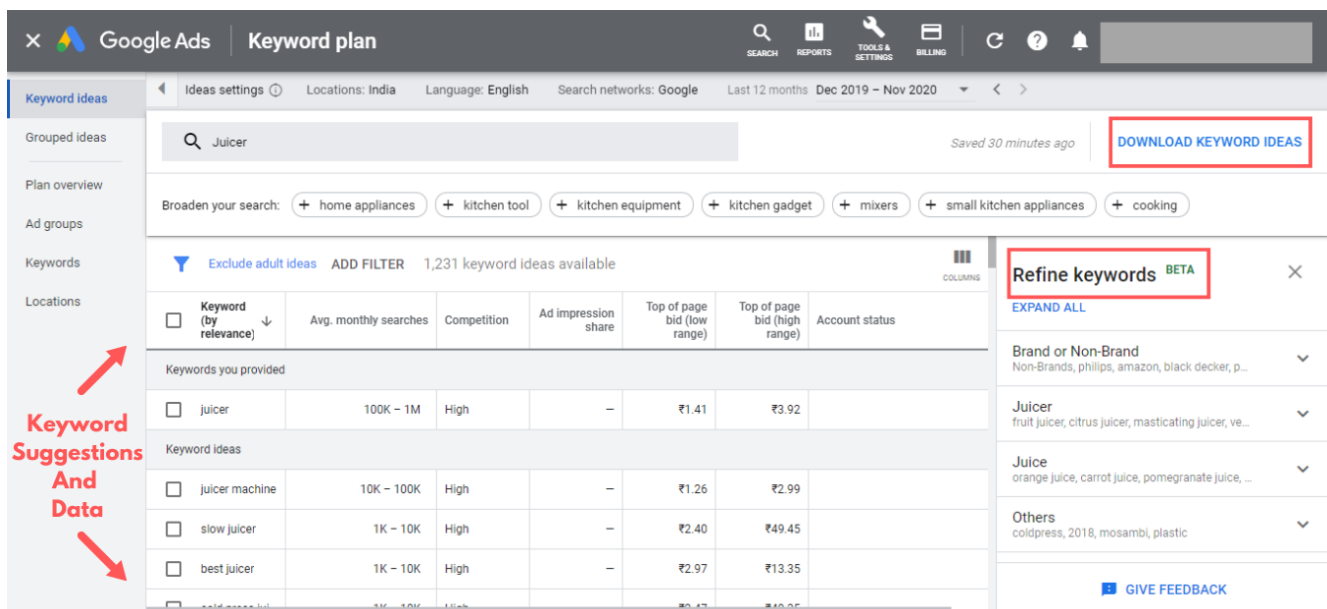 Google Ads
Keyword plan
SEARCH
REPORTS
TOOLS &
SETTINGS
BILLING
Keyword ideas
Grouped ideas
Plan overview
Ad groups
Keywords
Locations
Ideas settings Locations: India Language: English Search networks: Google Last 12 months Dec 2019 – Nov 2020
Juicer
Saved 30 minutes ago
DOWNLOAD KEYWORD IDEAS
Broaden your search: + home appliances + kitchen tool + kitchen equipment + kitchen gadget + mixers + small kitchen appliances + cooking
Exclude adult ideas ADD FILTER 1,231 keyword ideas available
COLUMNS
Keyword
(by
relevance)
Avg. monthly searches
Competition
Ad impression
share
Top of page
bid (low
range)
Top of page
bid (high
range)
Account status
Keywords you provided
juicer 100K – 1M High – ₹1.41 ₹3.92
Keyword ideas
juicer machine 10K – 100K High – ₹1.26 ₹2.99
slow juicer 1K – 10K High – ₹2.40 ₹49.45
best juicer 1K – 10K High – ₹2.97 ₹13.35
Keyword
Suggestions
And
Data
Refine keywords BETA
EXPAND ALL
Brand or Non-Brand
Non-Brands, philips, amazon, black decker, p...
Juicer
fruit juicer, citrus juicer, masticating juicer, ve...
Juice
orange juice, carrot juice, pomegranate juice, ...
Others
coldpress, 2018, mosambi, plastic
GIVE FEEDBACK